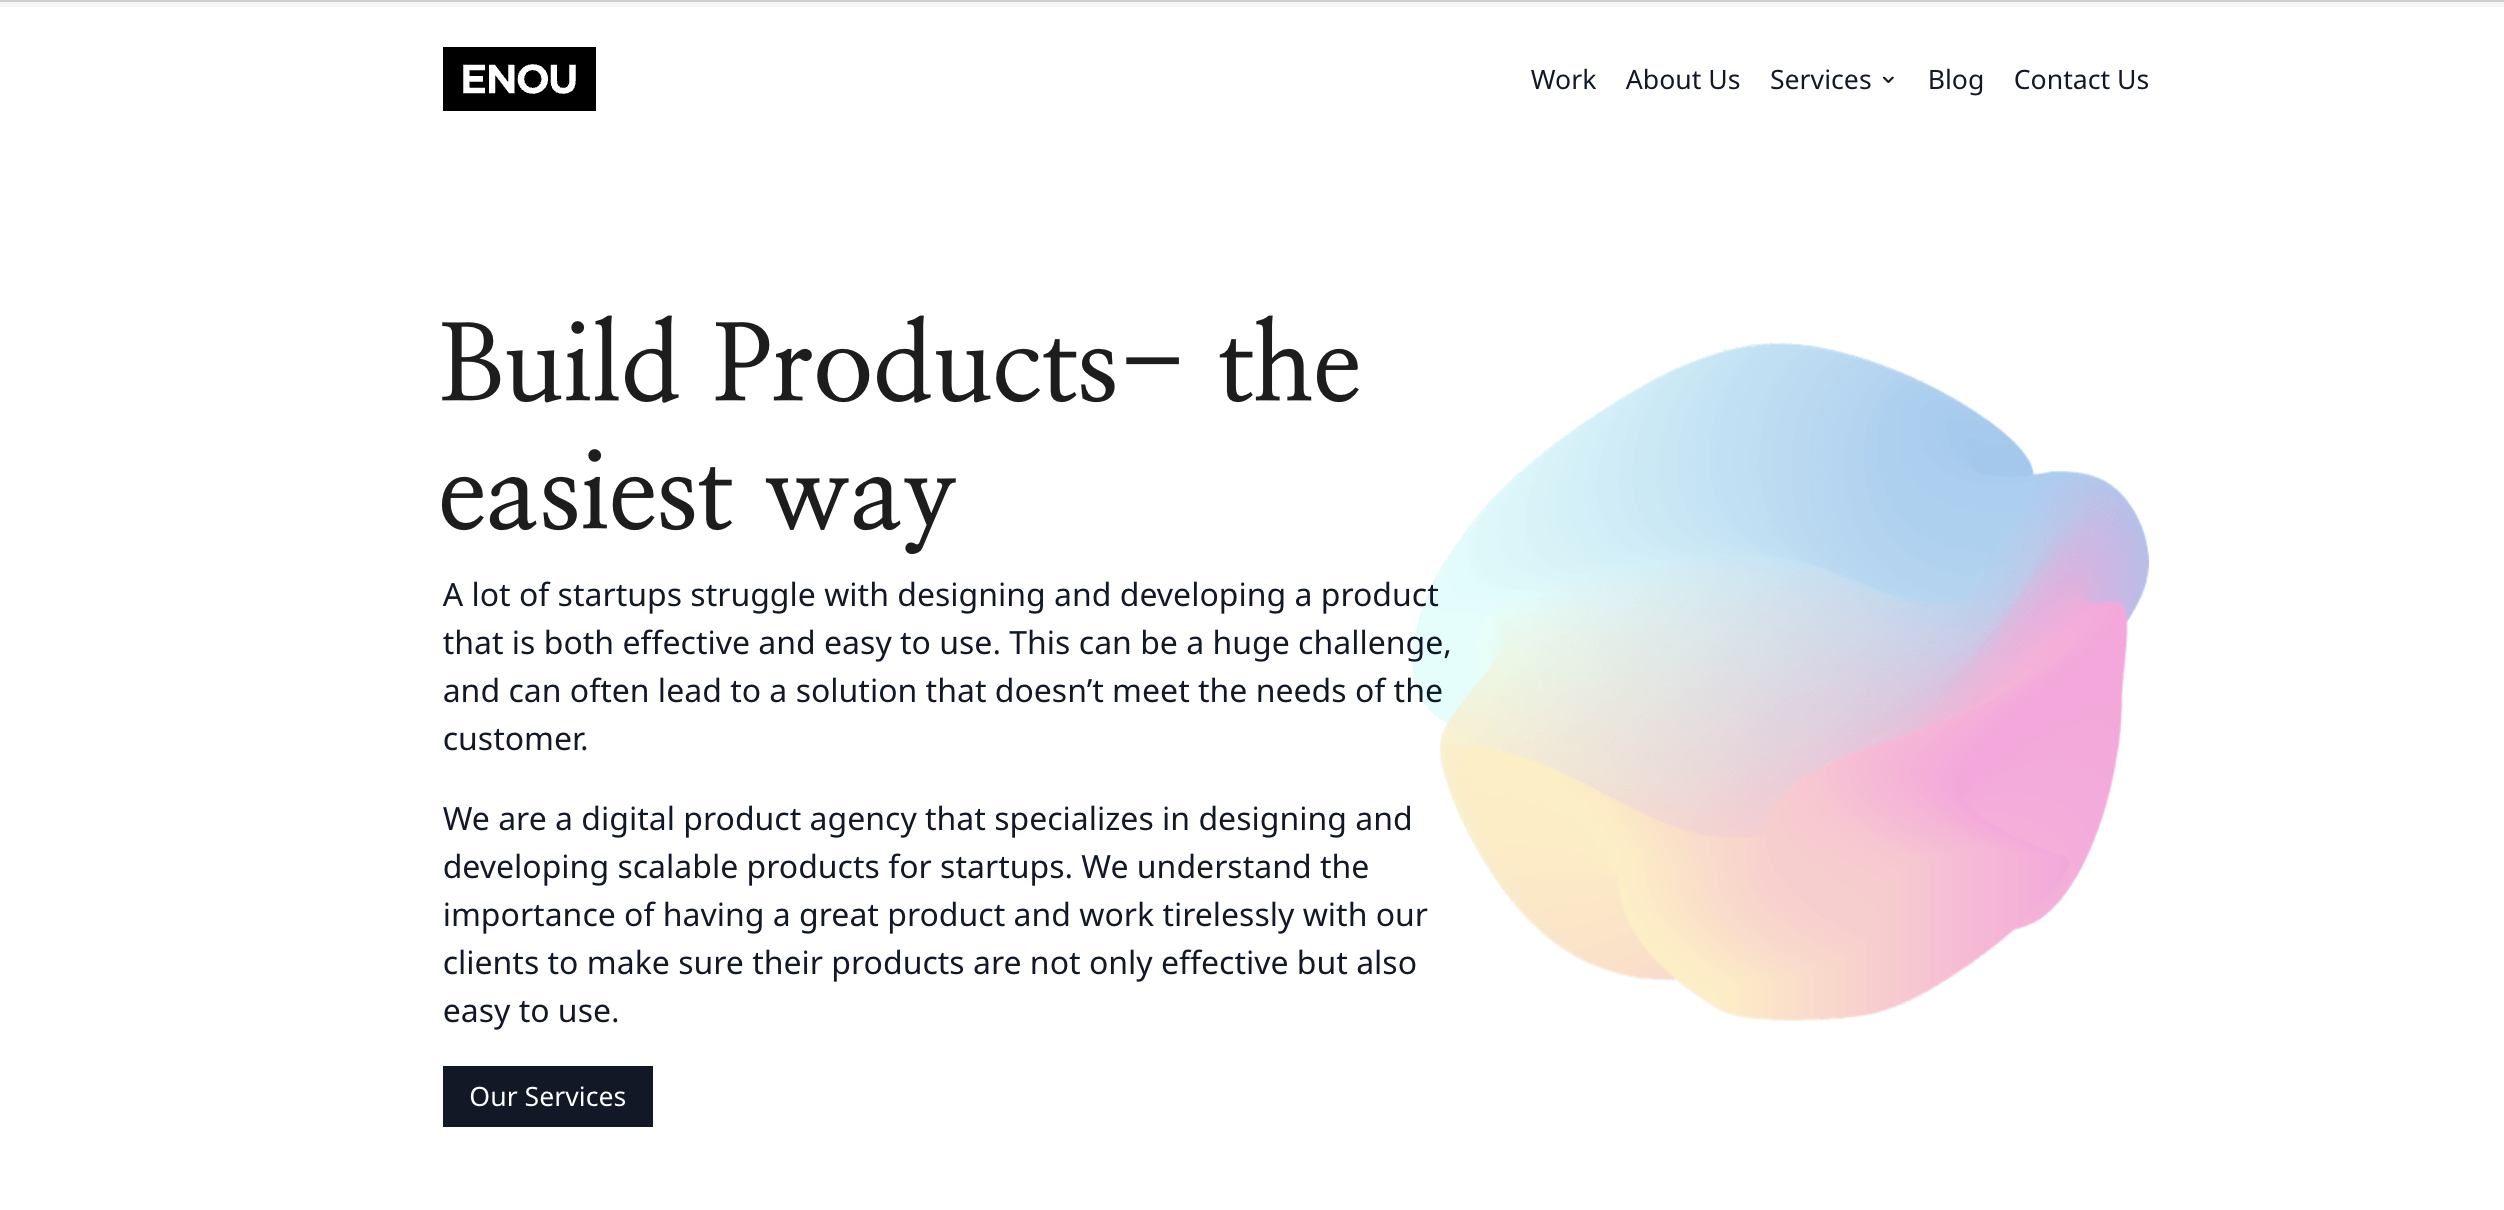 ENOU
Work About Us Services Blog Contact Us
Build Products— the
easiest way
A lot of startups struggle with designing and developing a product
that is both effective and easy to use. This can be a huge challenge,
and can often lead to a solution that doesn’t meet the needs of the
customer.
We are a digital product agency that specializes in designing and
developing scalable products for startups. We understand the
importance of having a great product and work tirelessly with our
clients to make sure their products are not only effective but also
easy to use.
Our Services